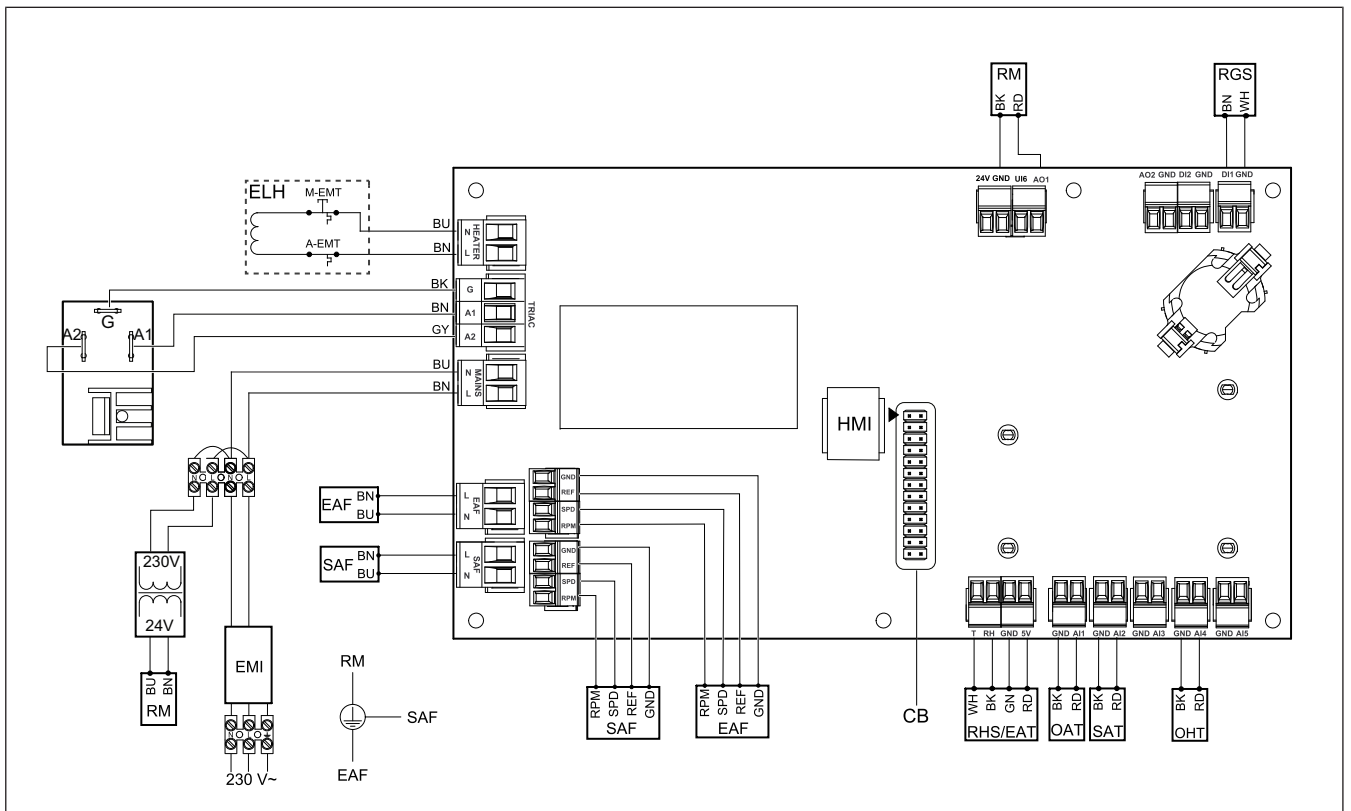 RM
BK
RD
RGS
BN
WH
24V GND UI6 AO1
AO2 GND DI2 GND DI1 GND
ELH
M-EMT
A-EMT
BU
BN
N
L
HEATER
BK
BN
GY
G
A1
A2
TRIAC
G
A2
A1
BU
BN
N
L
MAINS
HMI
N
L
N
L
EAF
BN
BU
L
N
EAF
GND
REF
SPD
RPM
SAF
BN
BU
L
N
SAF
GND
REF
SPD
RPM
230V
24V
BU
BN
RM
EMI
N
L
230 V~
RM
SAF
EAF
RPM
SPD
REF
GND
SAF
RPM
SPD
REF
GND
EAF
CB
T RH GND 5V
GND AI1
GND AI2
GND AI3
GND AI4
GND AI5
WH
BK
GN
RD
RHS/EAT
BK
RD
OAT
BK
RD
SAT
BK
RD
OHT